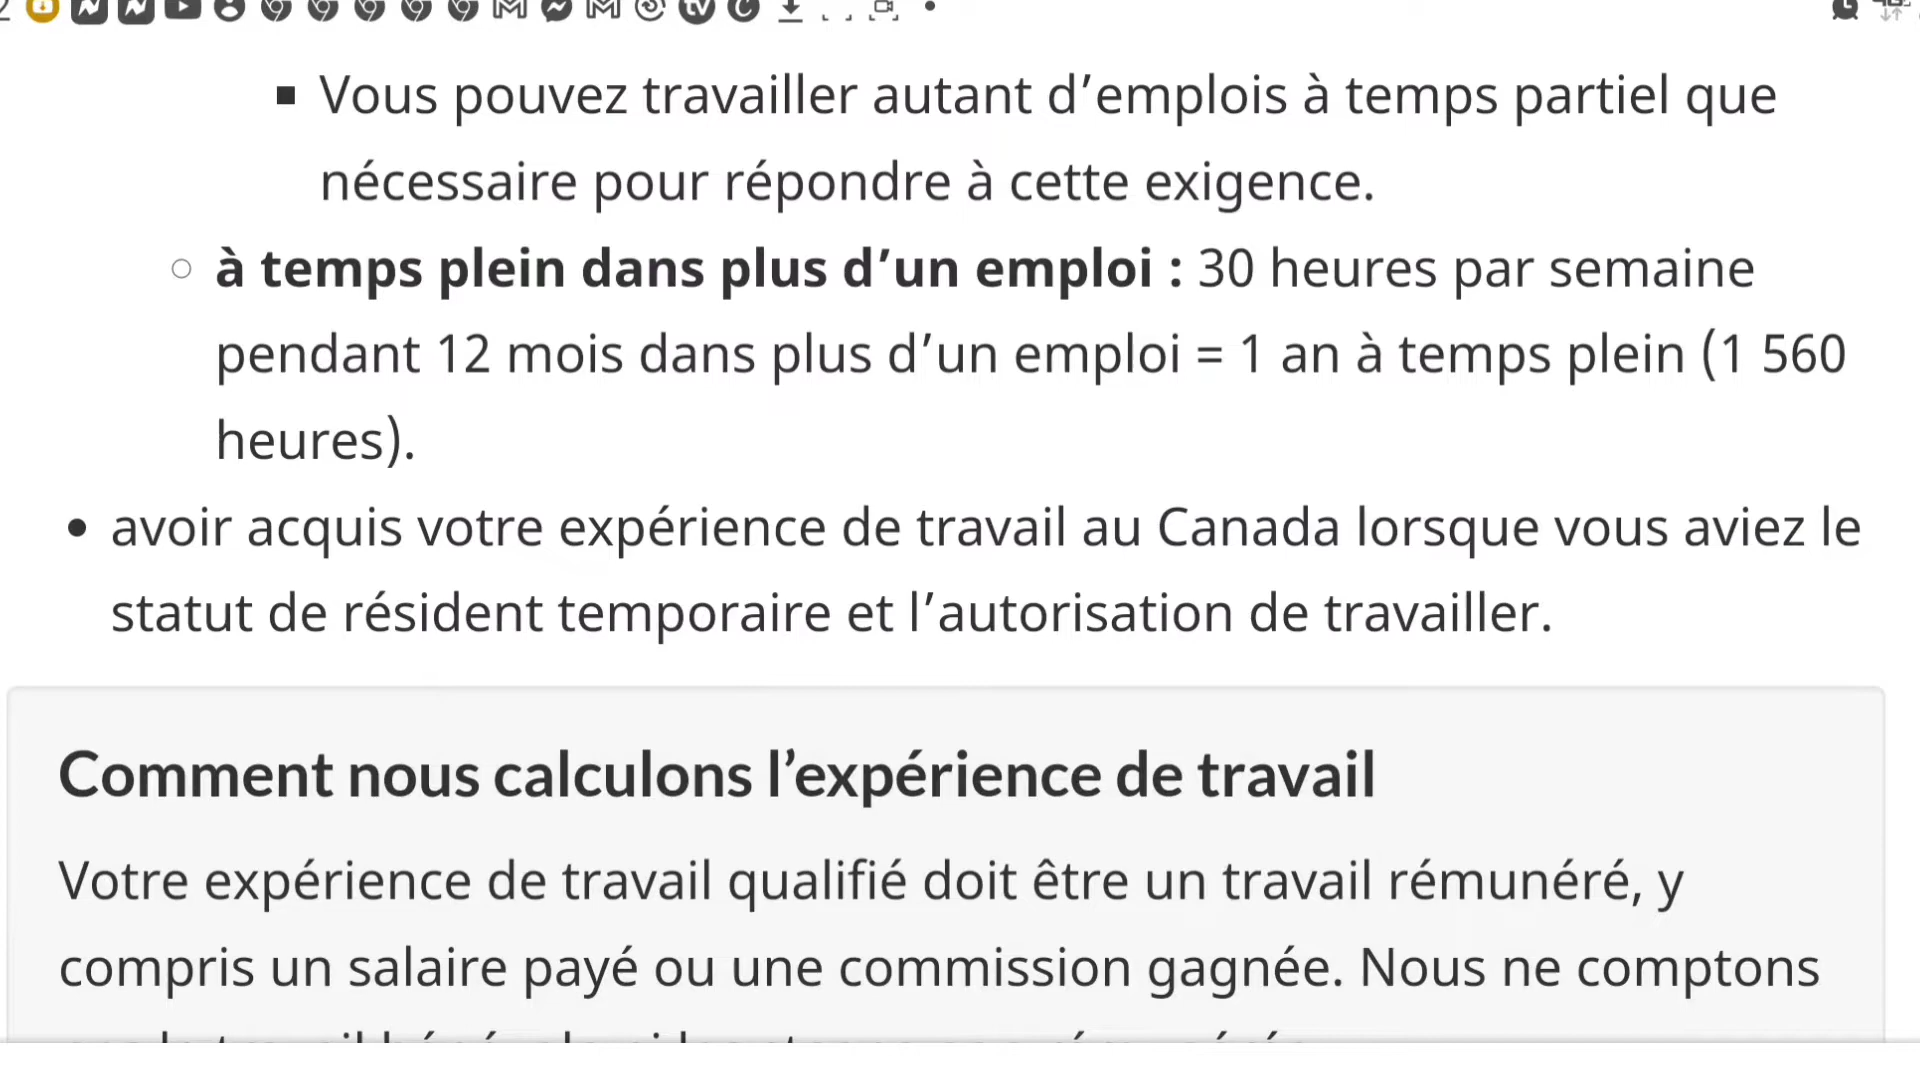 Vous pouvez travailler autant d’emplois à temps partiel que
nécessaire pour répondre à cette exigence.
à temps plein dans plus d’un emploi : 30 heures par semaine
pendant 12 mois dans plus d’un emploi = 1 an à temps plein (1 560
heures).
avoir acquis votre expérience de travail au Canada lorsque vous aviez le
statut de résident temporaire et l’autorisation de travailler.
Comment nous calculons l’expérience de travail
Votre expérience de travail qualifié doit être un travail rémunéré, y
compris un salaire payé ou une commission gagnée. Nous ne comptons